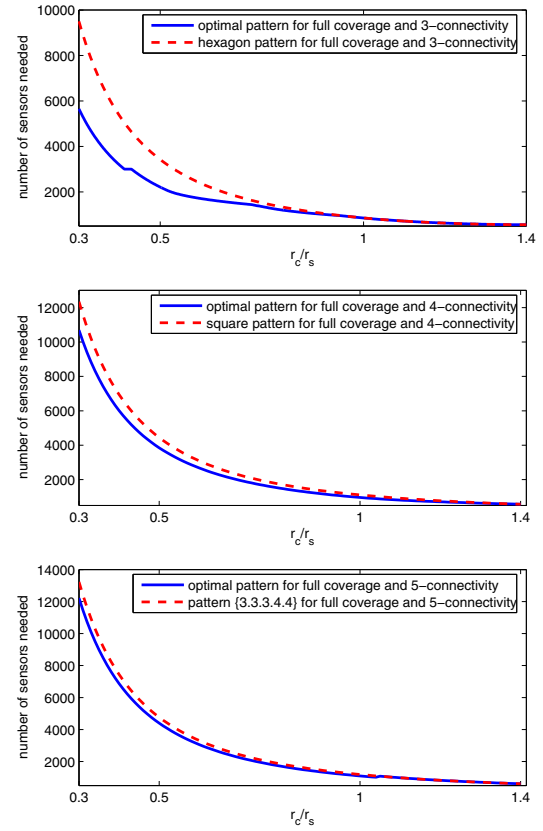 10000
8000
6000
4000
2000
number of sensors needed
optimal pattern for full coverage and 3−connectivity
hexagon pattern for full coverage and 3−connectivity
0.3 0.5 1 1.4
r_c/r_s
12000
10000
8000
6000
4000
2000
number of sensors needed
optimal pattern for full coverage and 4−connectivity
square pattern for full coverage and 4−connectivity
0.3 0.5 1 1.4
r_c/r_s
14000
12000
10000
8000
6000
4000
2000
number of sensors needed
optimal pattern for full coverage and 5−connectivity
pattern {3.3.3.4.4} for full coverage and 5−connectivity
0.3 0.5 1 1.4
r_c/r_s